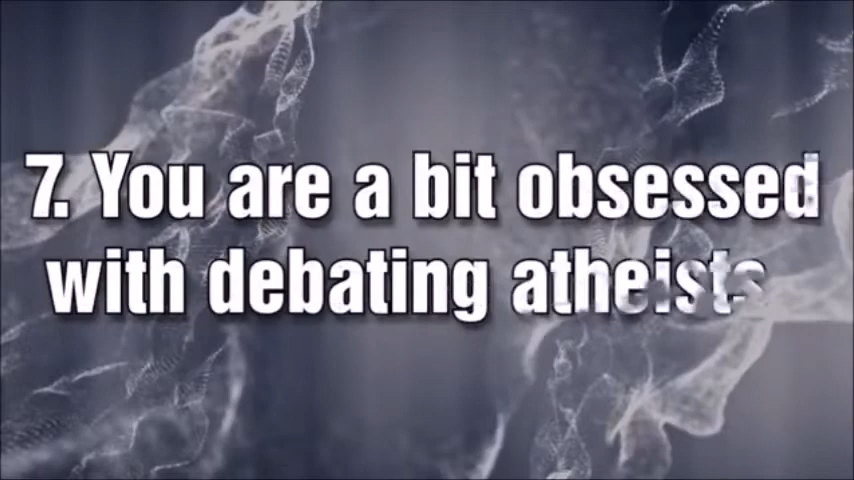 7. You are a bit obsessed
with debating atheists